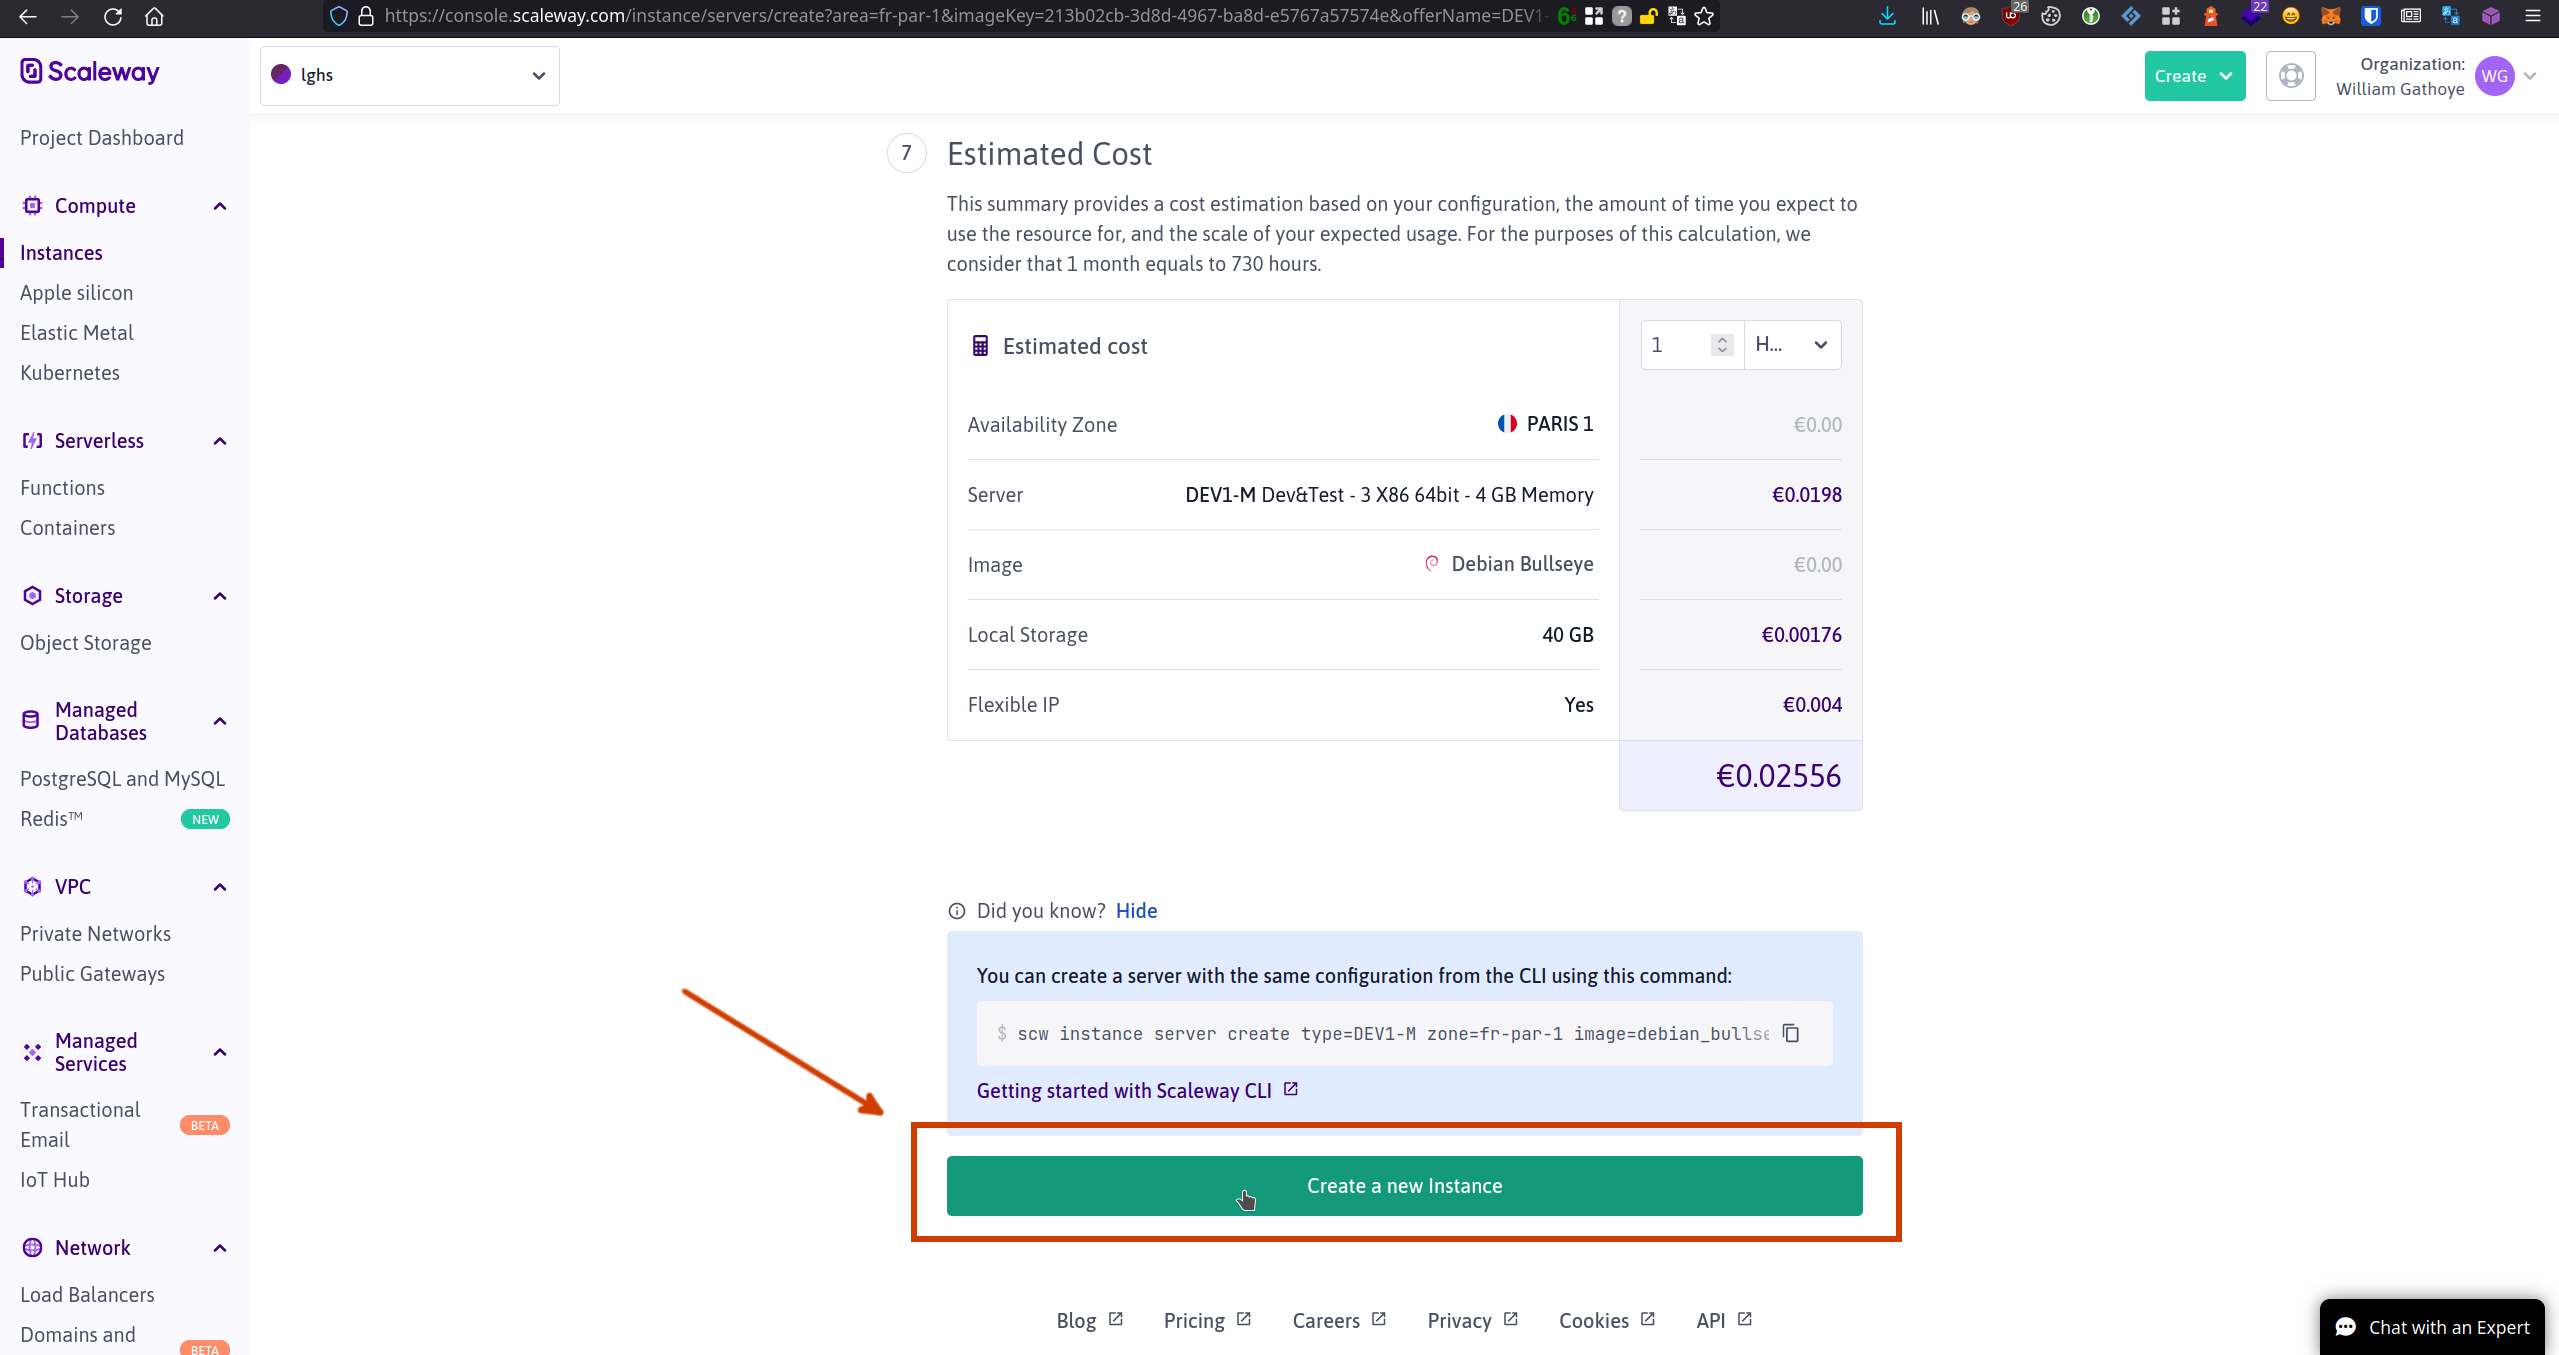 https://console.scaleway.com/instance/servers/create?area=fr-par-1&imageKey=213b02cb-3d8d-4967-ba8d-e5767a57574e&offerName=DEV1-
26
22
Scaleway
lghs
Create
Organization:
William Gathoye
WG
Project Dashboard
Compute
Instances
Apple silicon
Elastic Metal
Kubernetes
Serverless
Functions
Containers
Storage
Object Storage
Managed
Databases
PostgreSQL and MySQL
Redis™ NEW
VPC
Private Networks
Public Gateways
Managed
Services
Transactional
Email
BETA
IoT Hub
Network
Load Balancers
Domains and
BETA
7 Estimated Cost
This summary provides a cost estimation based on your configuration, the amount of time you expect to
use the resource for, and the scale of your expected usage. For the purposes of this calculation, we
consider that 1 month equals to 730 hours.
Estimated cost 1 H...
Availability Zone PARIS 1 €0.00
Server DEV1-M Dev&Test - 3 X86 64bit - 4 GB Memory €0.0198
Image Debian Bullseye €0.00
Local Storage 40 GB €0.00176
Flexible IP Yes €0.004
€0.02556
Did you know? Hide
You can create a server with the same configuration from the CLI using this command:
$ scw instance server create type=DEV1-M zone=fr-par-1 image=debian_bullse
Getting started with Scaleway CLI
Create a new Instance
Blog Pricing Careers Privacy Cookies API
Chat with an Expert